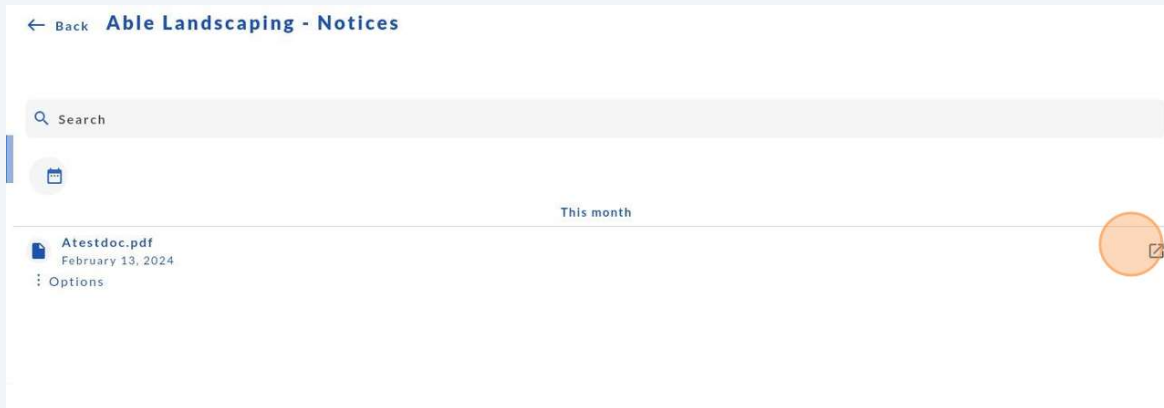 Back Able Landscaping - Notices
Search
This month
Atestdoc.pdf
February 13, 2024
Options